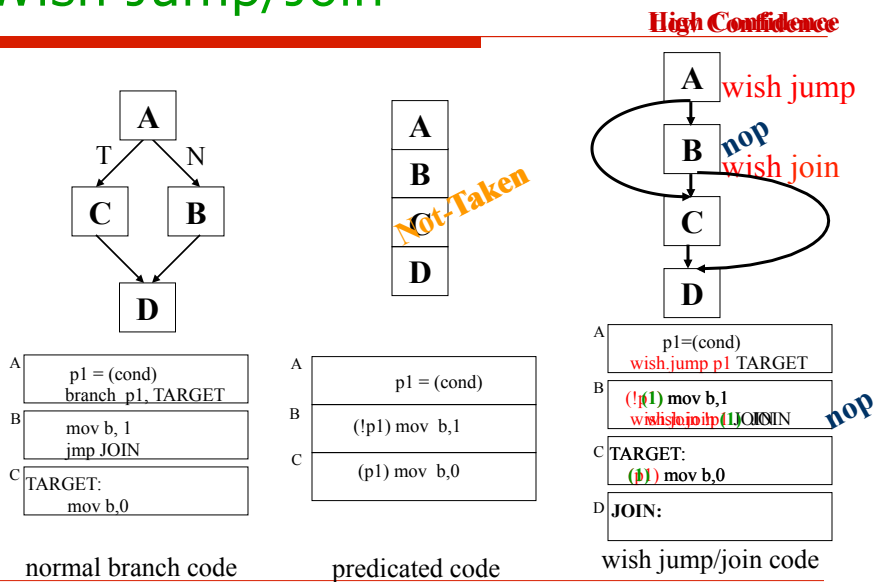 Wish Jump/Join
High Confidence
Low Confidence
A
T
N
C
B
D
A
p1 = (cond)
branch p1, TARGET
B
mov b, 1
jmp JOIN
C
TARGET:
mov b,0
normal branch code
A
B
C
D
Not-Taken
A
p1 = (cond)
B
(!p1) mov b,1
C
(p1) mov b,0
predicated code
A
wish jump
nop
B
wish join
C
D
A
p1=(cond)
wish.jump p1 TARGET
B
mov b,1
nop
C
TARGET:
mov b,0
D
JOIN:
wish jump/join code